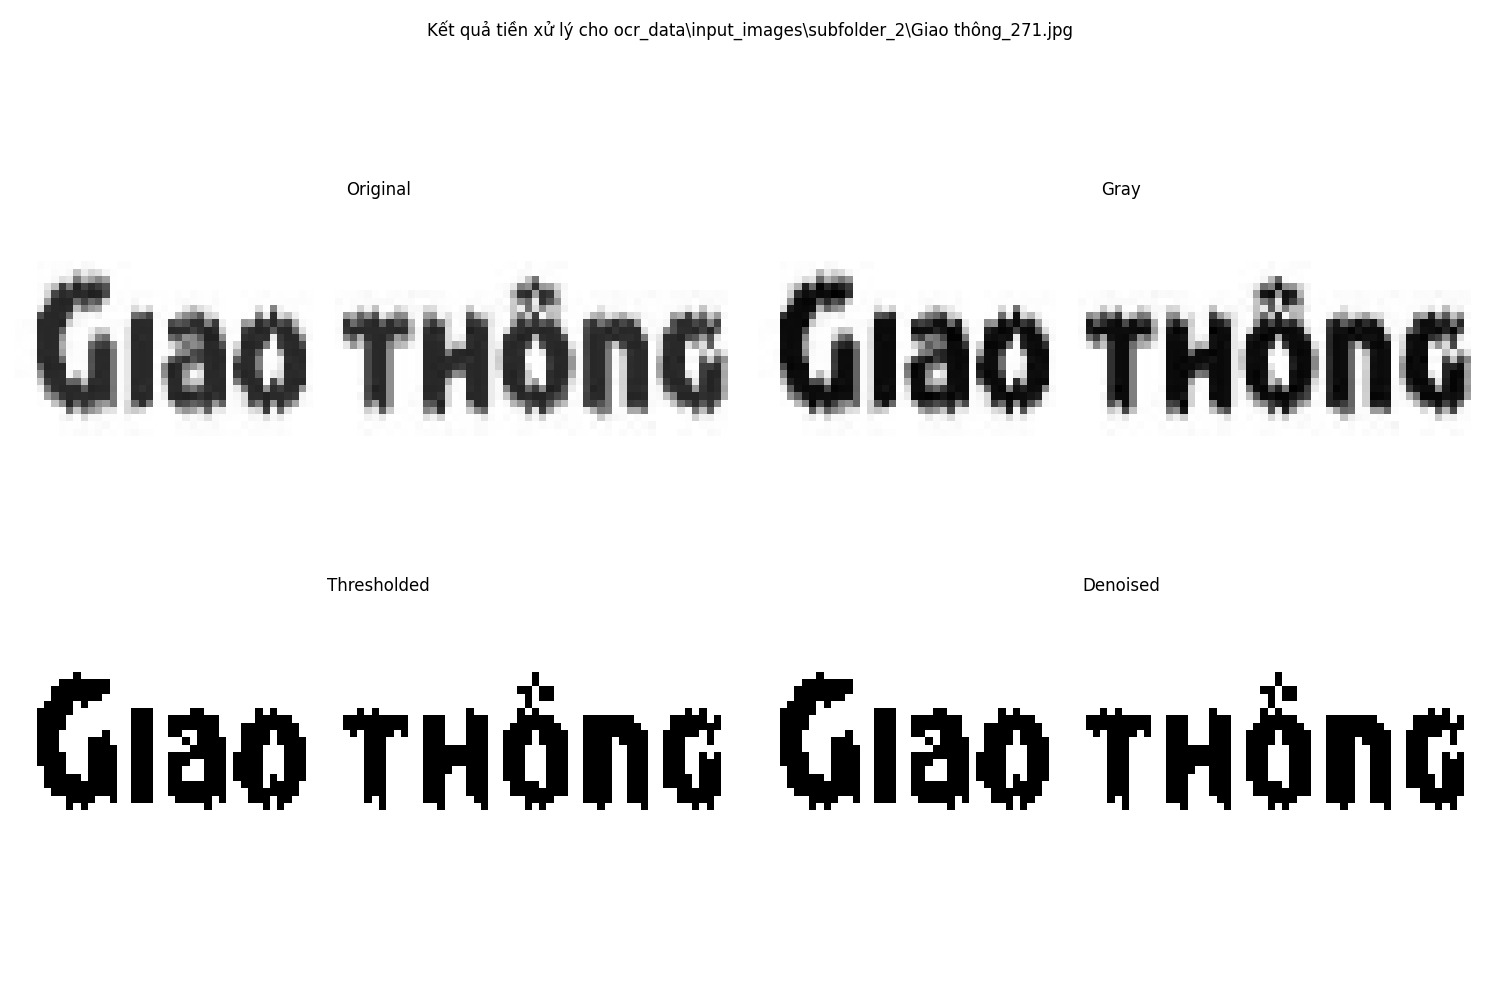 Kết quả tiền xử lý cho ocr_data\input_images\subfolder_2\Giao thông_271.jpg
Original
Gray
Giao THÔNG
Giao THÔNG
Thresholded
Denoised
Giao THÔNG
Giao THÔNG